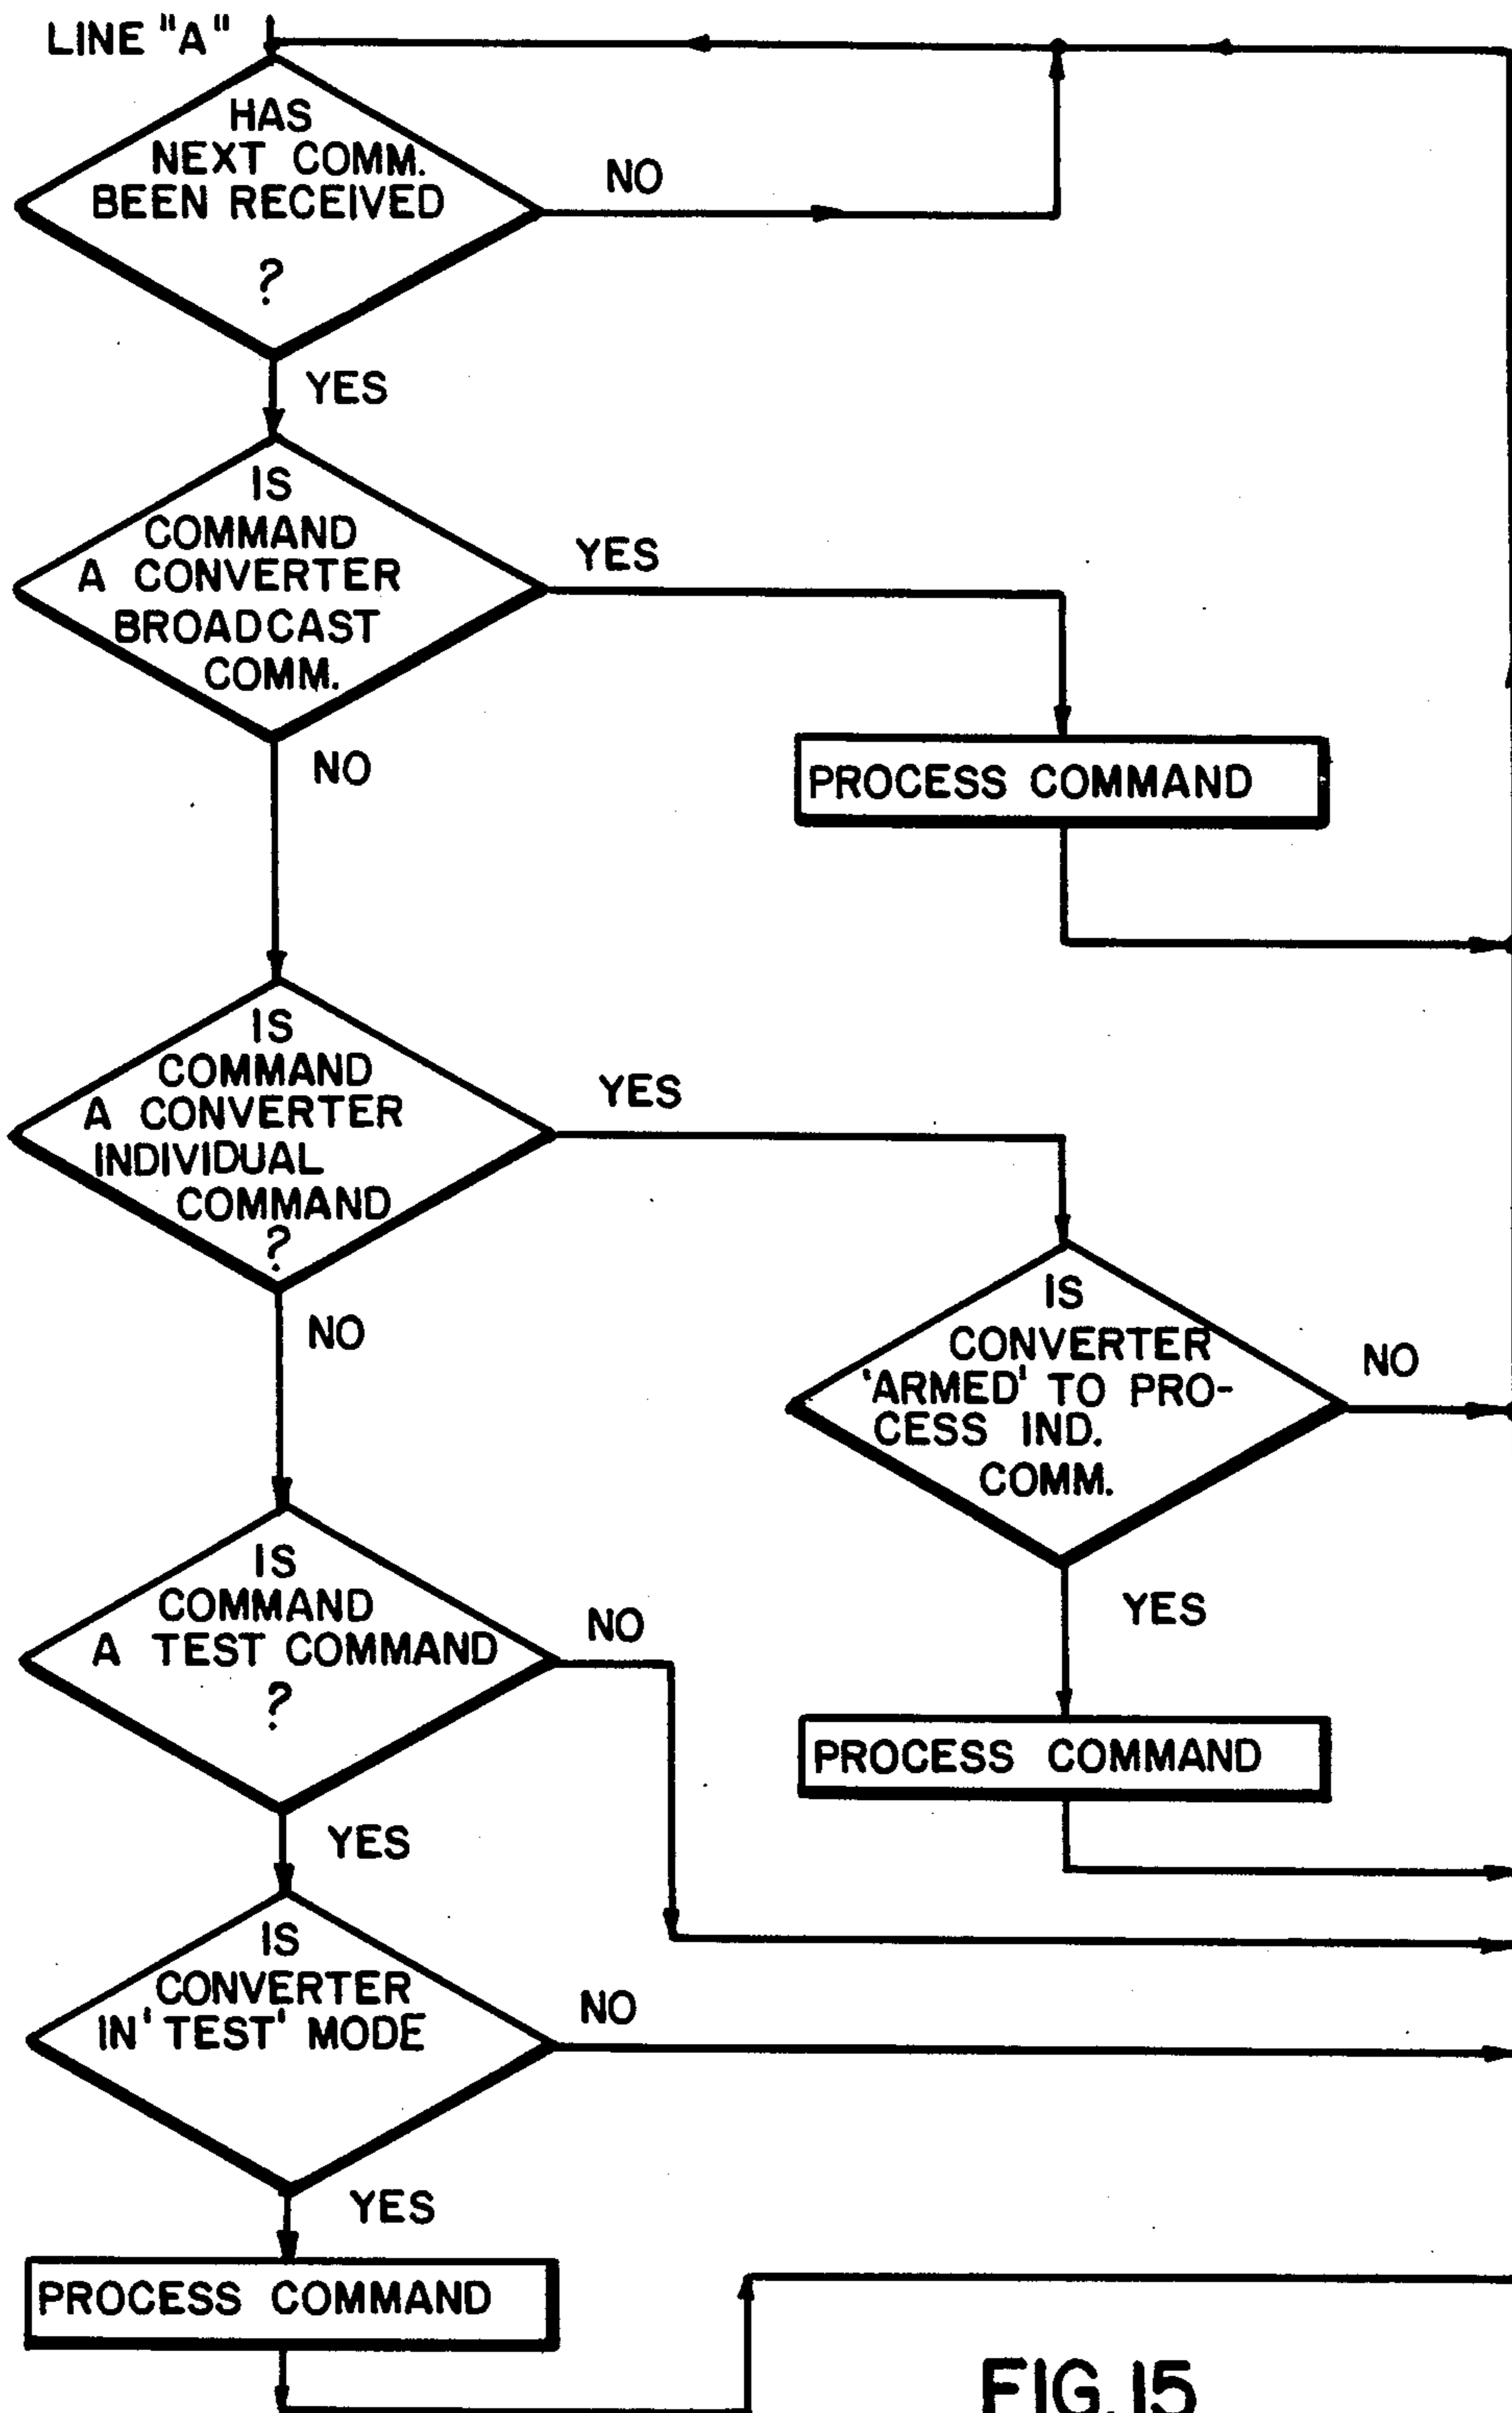 LINE "A"
HAS
NEXT COMM.
BEEN RECEIVED
?
NO
YES
IS
COMMAND
A CONVERTER
BROADCAST
COMM.
YES
NO
PROCESS COMMAND
IS
COMMAND
A CONVERTER
INDIVIDUAL
COMMAND
?
YES
NO
IS
CONVERTER
'ARMED' TO PRO-
CESS IND.
COMM.
NO
YES
PROCESS COMMAND
IS
COMMAND
A TEST COMMAND
?
NO
YES
IS
CONVERTER
IN 'TEST' MODE
NO
YES
PROCESS COMMAND
FIG. 15